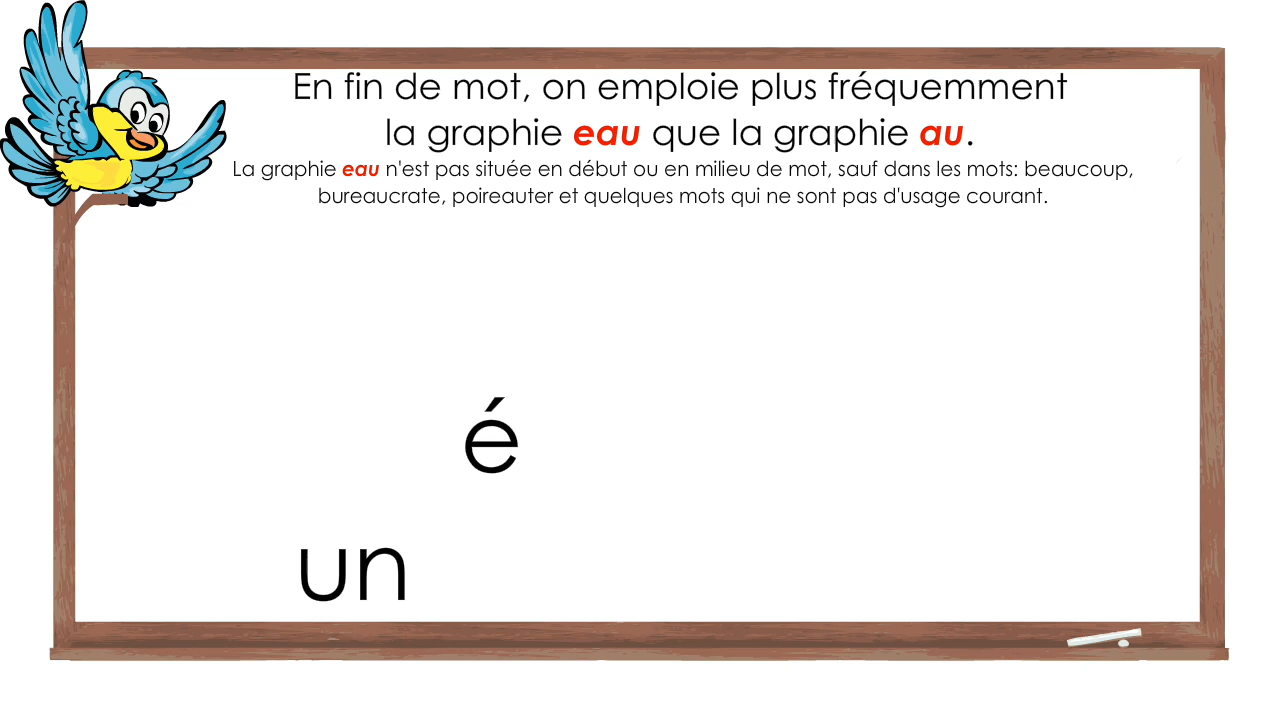 En fin de mot, on emploie plus fréquemment
la graphie eau que la graphie au.
La graphie eau n'est pas située en début ou en milieu de mot, sauf dans les mots: beaucoup,
bureaucrate, poireauter et quelques mots qui ne sont pas d'usage courant.
é
un